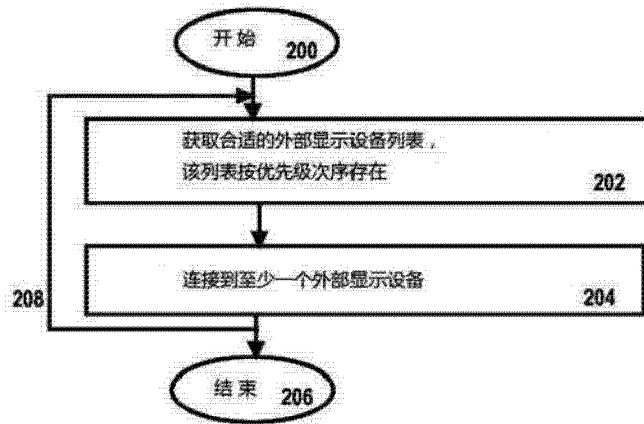 开始 200
获取合适的外部显示设备列表，
该列表按优先级次序存在
202
连接到至少一个外部显示设备
204
208
结束 206